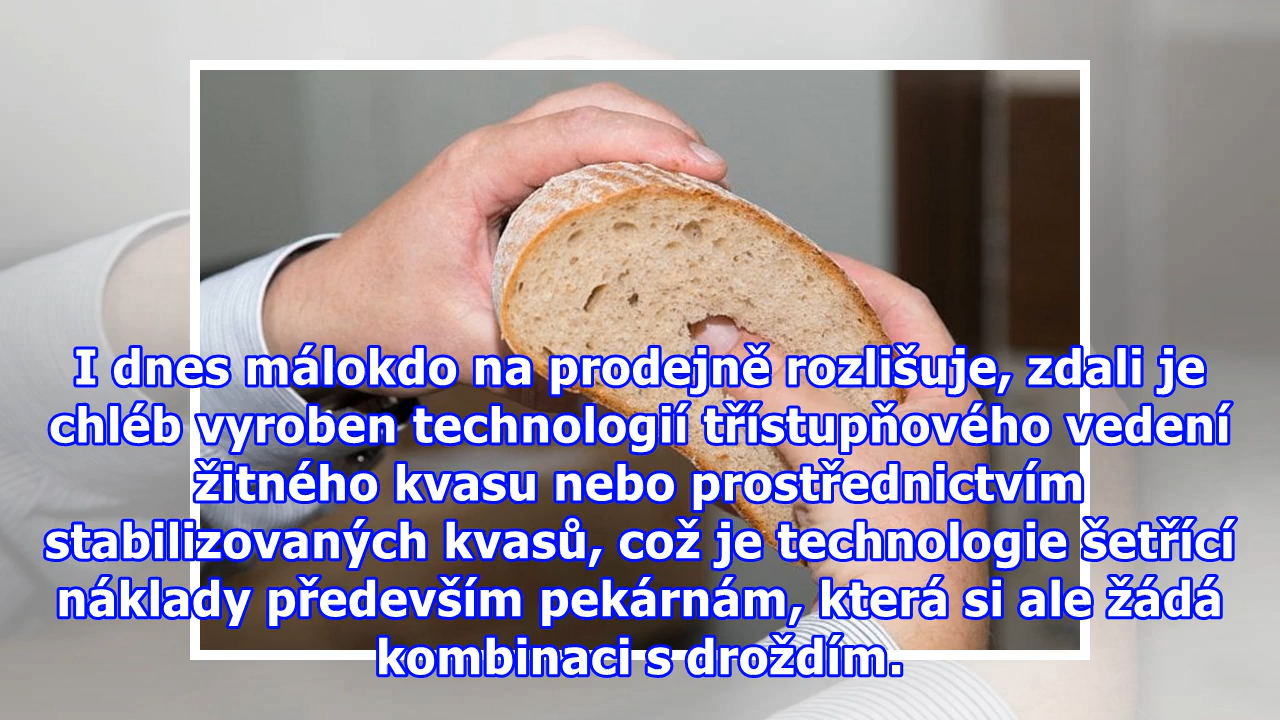 I dnes málokdo na prodejně rozlišuje, zdali je
chléb vyroben technologií třístupňového vedení
žitného kvasu nebo prostřednictvím
stabilizovaných kvasů, což je technologie šetřící
náklady především pekárnám, která si ale žádá
kombinaci s droždím.